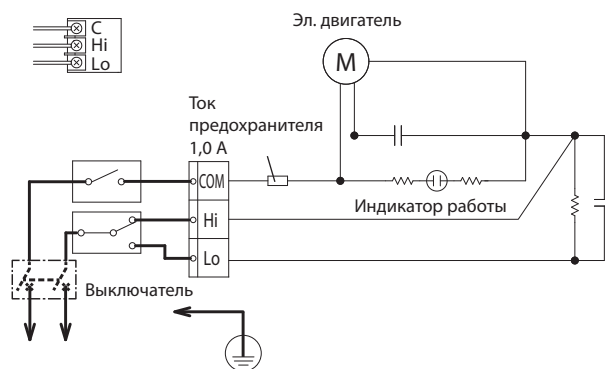 C
Hi
Lo
Эл. двигатель
M
Ток
предохранителя
1,0 А
COM
Hi
Индикатор работы
Lo
Выключатель